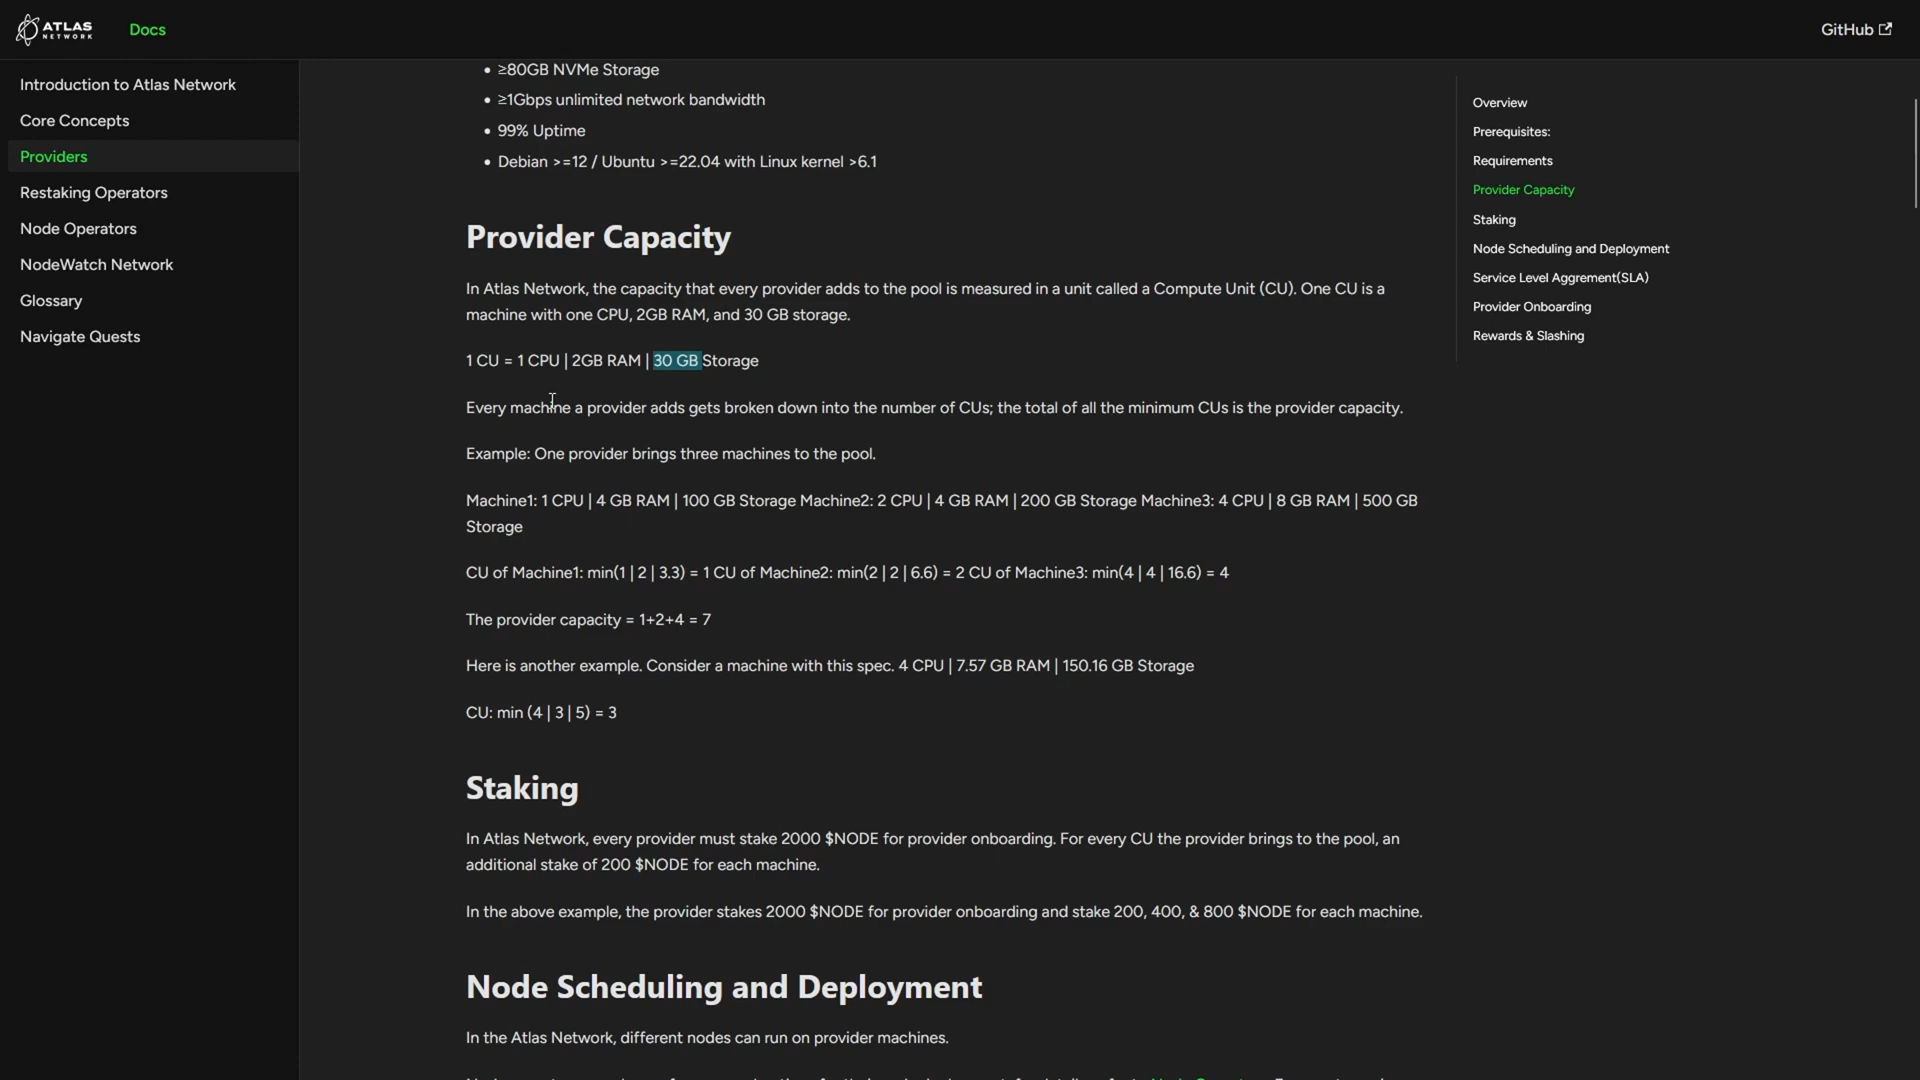 ATLAS
NETWORK
Docs
GitHub
Introduction to Atlas Network
Core Concepts
Providers
Restaking Operators
Node Operators
NodeWatch Network
Glossary
Navigate Quests
• ≥80GB NVMe Storage
• ≥1Gbps unlimited network bandwidth
• 99% Uptime
• Debian >=12 / Ubuntu >=22.04 with Linux kernel >6.1
Provider Capacity
In Atlas Network, the capacity that every provider adds to the pool is measured in a unit called a Compute Unit (CU). One CU is a
machine with one CPU, 2GB RAM, and 30 GB storage.
1 CU = 1 CPU | 2GB RAM | 30 GB Storage
Every machine a provider adds gets broken down into the number of CUs; the total of all the minimum CUs is the provider capacity.
Example: One provider brings three machines to the pool.
Machine1: 1 CPU | 4 GB RAM | 100 GB Storage Machine2: 2 CPU | 4 GB RAM | 200 GB Storage Machine3: 4 CPU | 8 GB RAM | 500 GB
Storage
CU of Machine1: min(1 | 2 | 3.3) = 1 CU of Machine2: min(2 | 2 | 6.6) = 2 CU of Machine3: min(4 | 4 | 16.6) = 4
The provider capacity = 1+2+4 = 7
Here is another example. Consider a machine with this spec. 4 CPU | 7.57 GB RAM | 150.16 GB Storage
CU: min (4 | 3 | 5) = 3
Staking
In Atlas Network, every provider must stake 2000 $NODE for provider onboarding. For every CU the provider brings to the pool, an
additional stake of 200 $NODE for each machine.
In the above example, the provider stakes 2000 $NODE for provider onboarding and stake 200, 400, & 800 $NODE for each machine.
Node Scheduling and Deployment
In the Atlas Network, different nodes can run on provider machines.
Overview
Prerequisites:
Requirements
Provider Capacity
Staking
Node Scheduling and Deployment
Service Level Aggrement(SLA)
Provider Onboarding
Rewards & Slashing